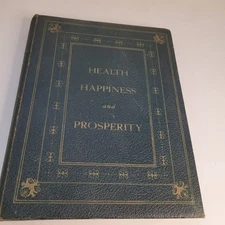 HEALTH
HAPPINESS
and
PROSPERITY